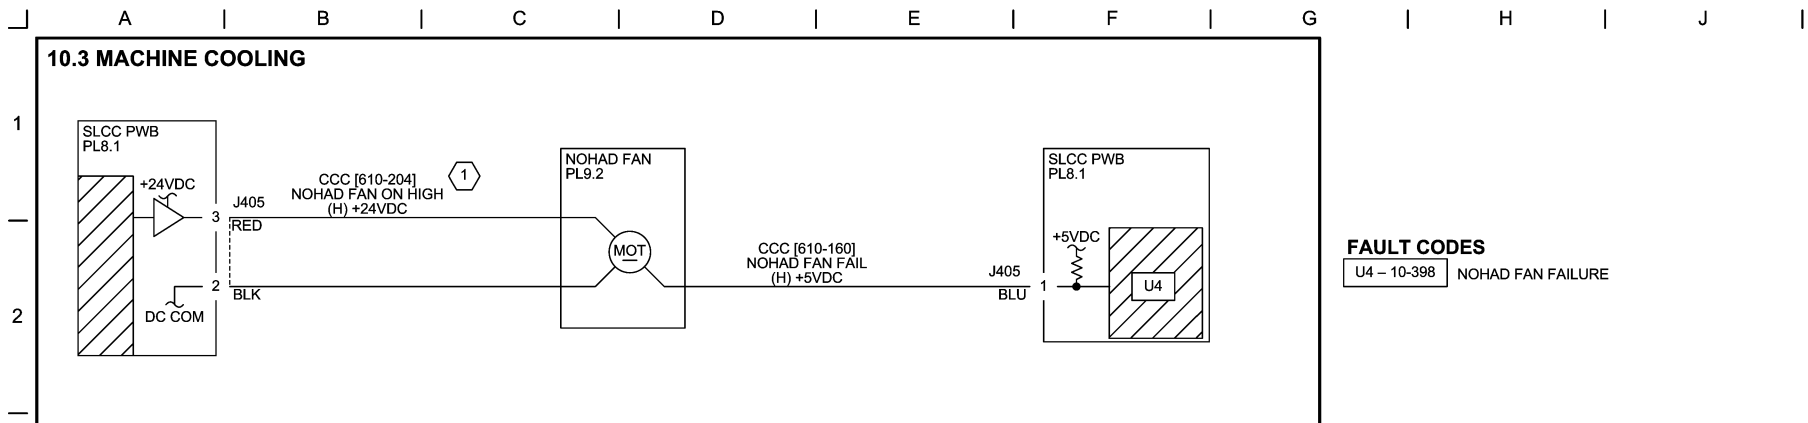 A B C D E F G H J
10.3 MACHINE COOLING
1
SLCC PWB
PL8.1
+24VDC
3
J405
RED
CCC [610-204]
NOHAD FAN ON HIGH
(H) +24VDC
1
2
BLK
DC COM
NOHAD FAN
PL9.2
MOT
CCC [610-160]
NOHAD FAN FAIL
(H) +5VDC
J405
BLU
1
SLCC PWB
PL8.1
+5VDC
U4
FAULT CODES
U4 – 10-398 NOHAD FAN FAILURE
2